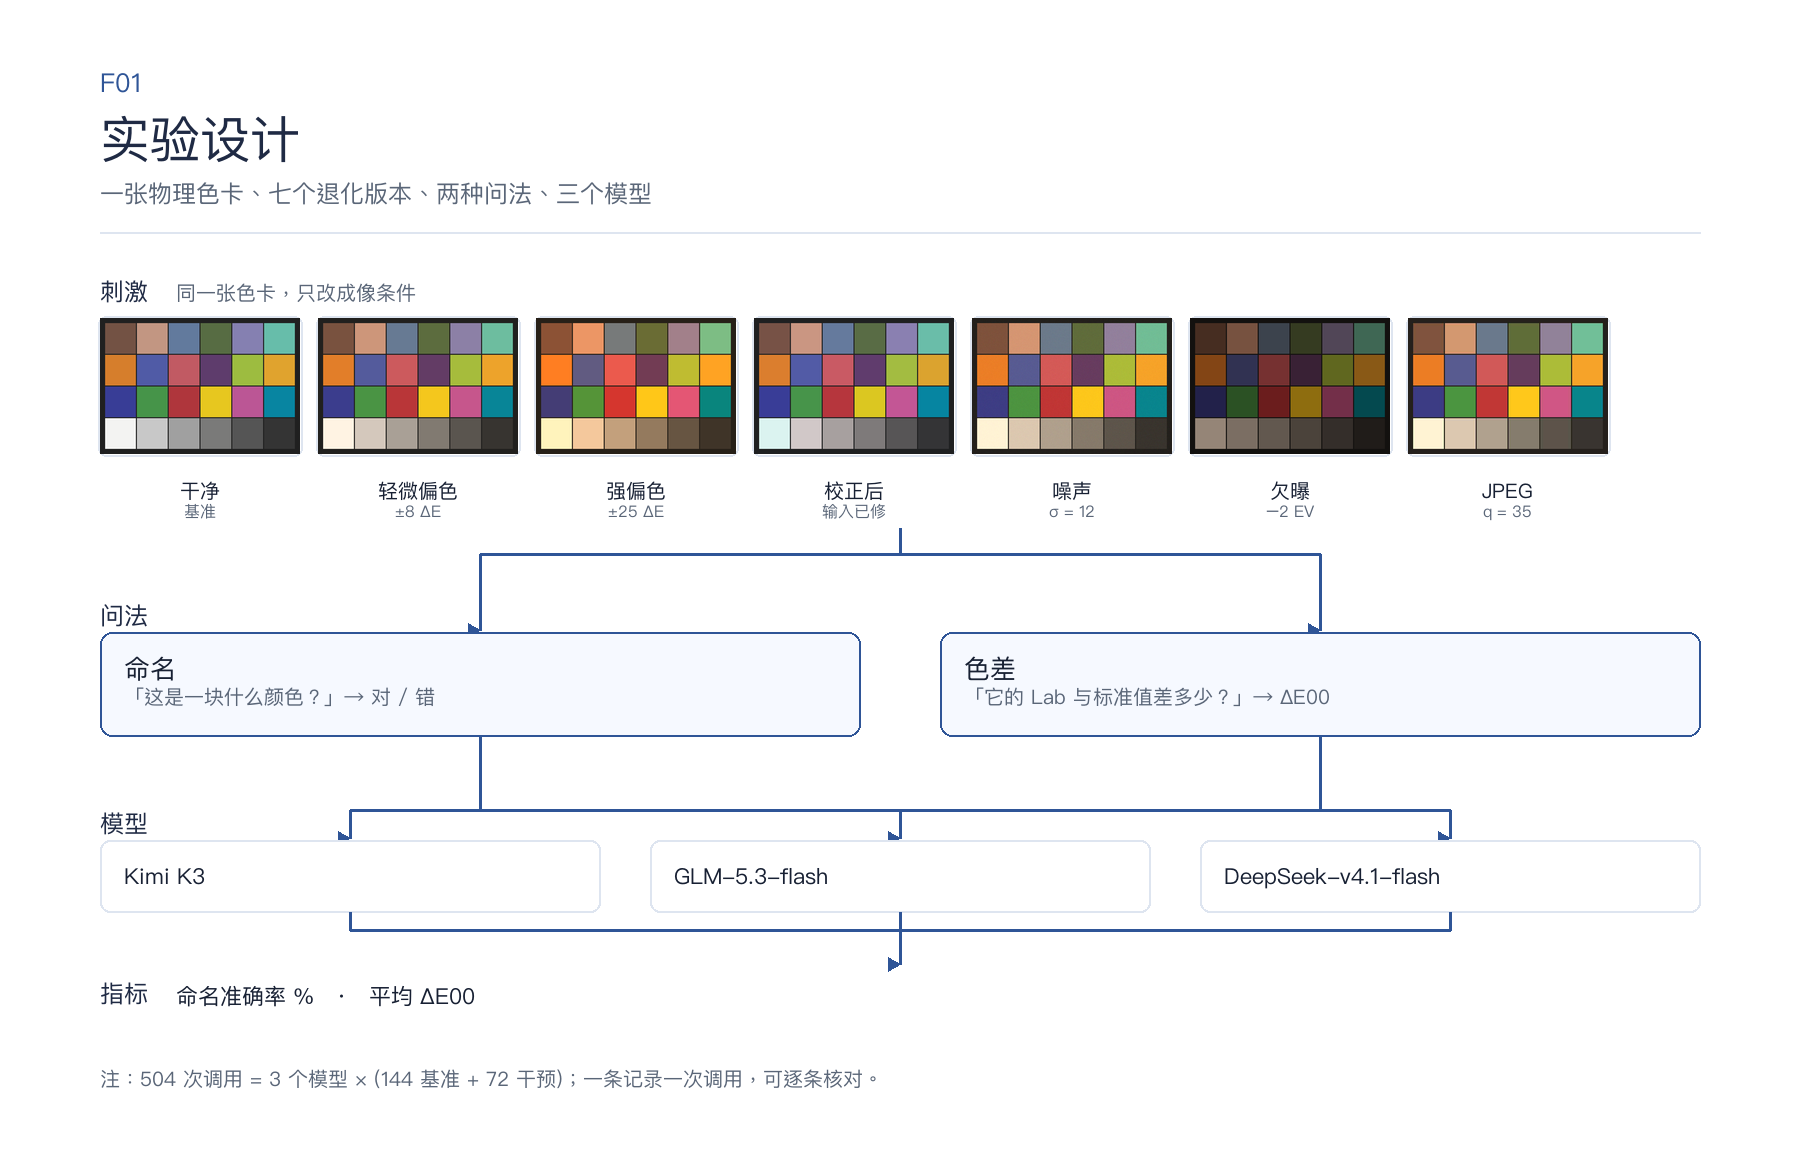 F01
实验设计
一张物理色卡、七个退化版本、两种问法、三个模型
刺激 同一张色卡，只改成像条件
干净 轻微偏色 强偏色 校正后 噪声 欠曝 JPEG
基准 ±8 ΔE ±25 ΔE 输入已修 σ = 12 −2 EV q = 35
问法
命名 色差
「这是一块什么颜色？」→ 对 / 错 「它的 Lab 与标准值差多少？」→ ΔE00
模型
Kimi K3 GLM-5.3-flash DeepSeek-v4.1-flash
指标 命名准确率 % · 平均 ΔE00
注：504 次调用 = 3 个模型 × (144 基准 + 72 干预)；一条记录一次调用，可逐条核对。